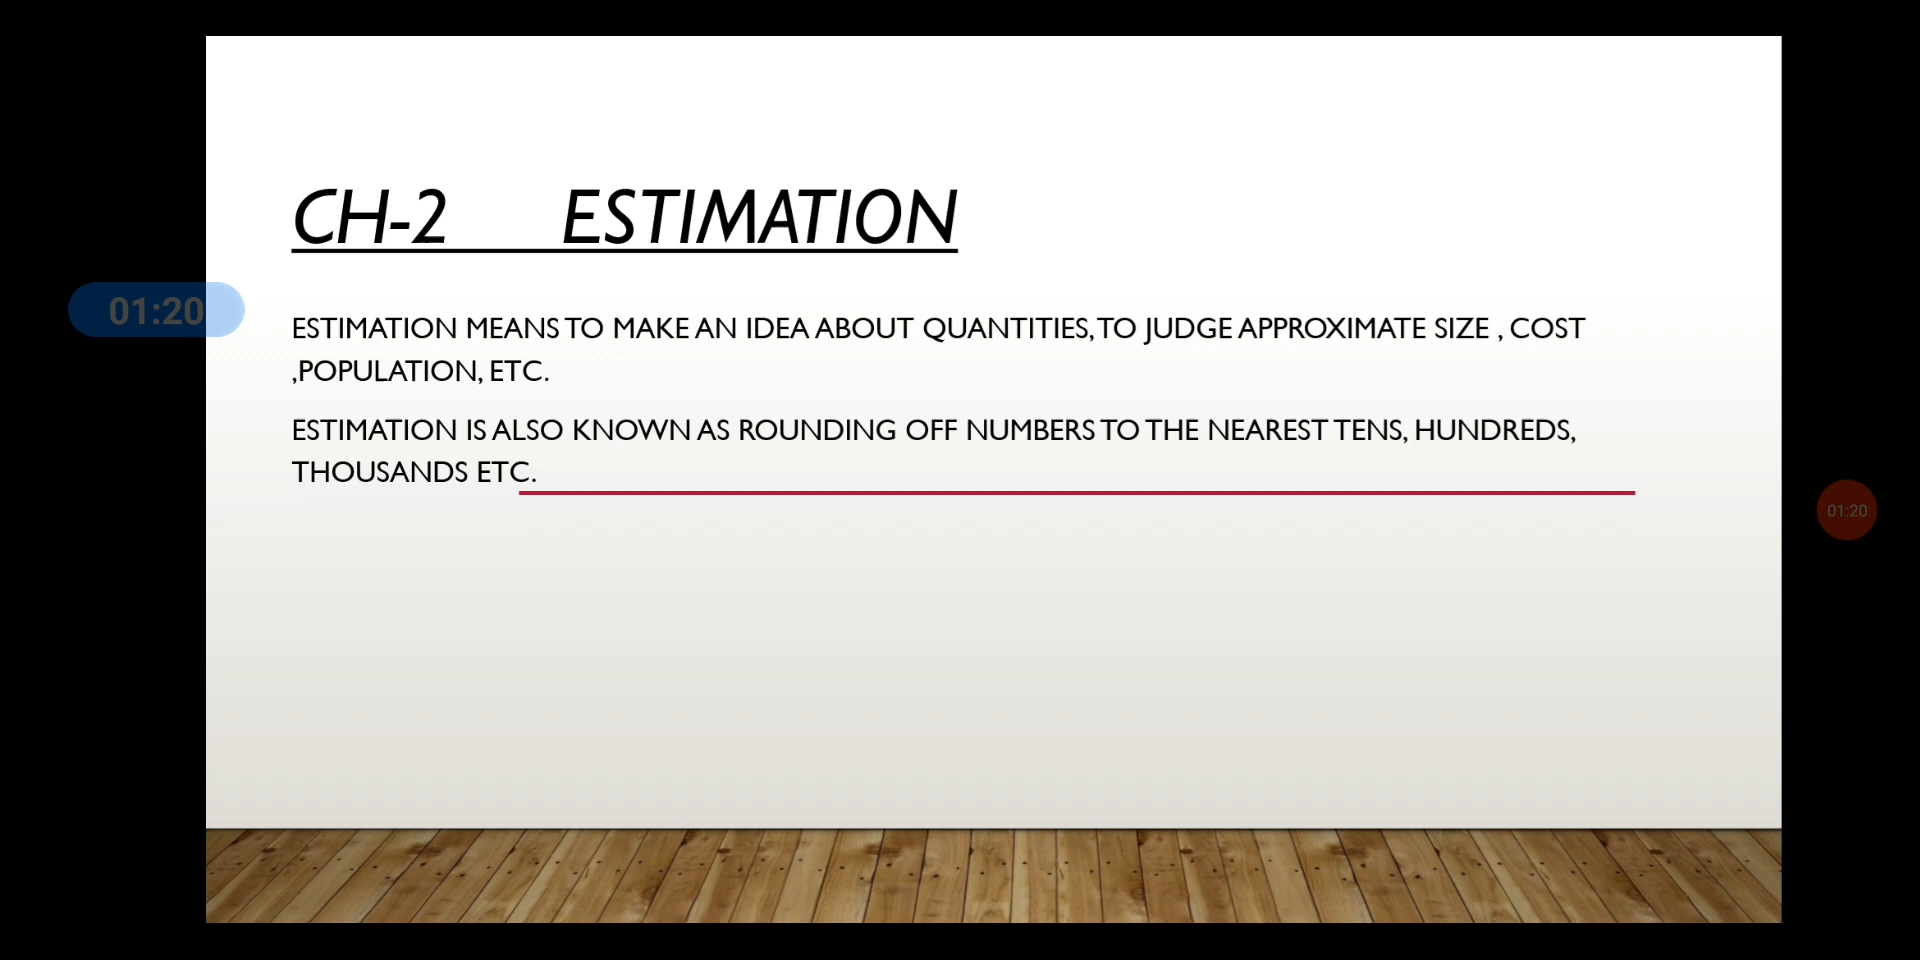 CH-2 ESTIMATION
01:20
ESTIMATION MEANS TO MAKE AN IDEA ABOUT QUANTITIES,TO JUDGE APPROXIMATE SIZE , COST
,POPULATION, ETC.
ESTIMATION IS ALSO KNOWN AS ROUNDING OFF NUMBERS TO THE NEAREST TENS, HUNDREDS,
THOUSANDS ETC.
01:20